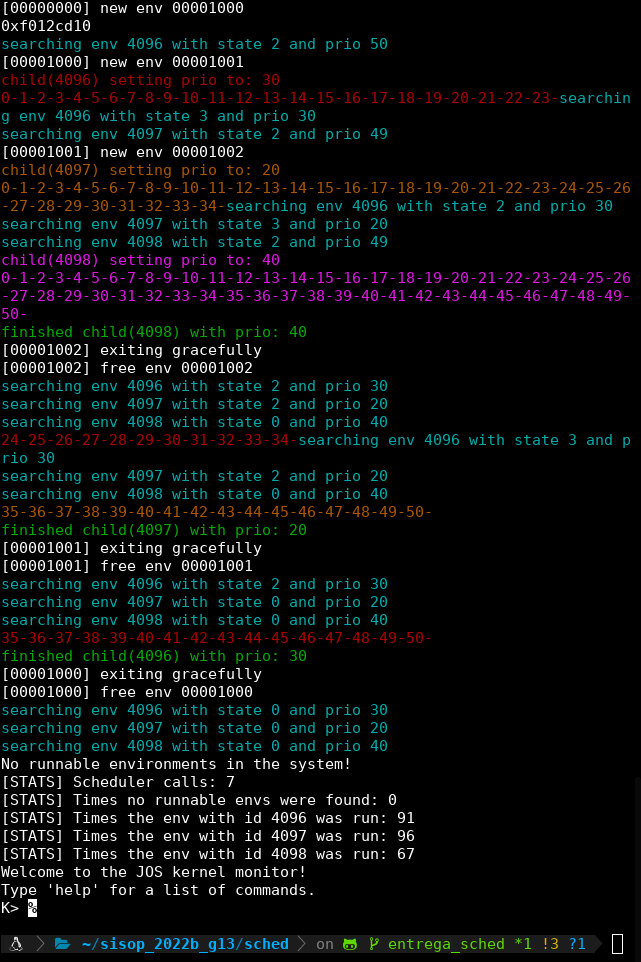 [00000000] new env 00001000
0xf012cd10
searching env 4096 with state 2 and prio 50
[00001000] new env 00001001
child(4096) setting prio to: 30
0-1-2-3-4-5-6-7-8-9-10-11-12-13-14-15-16-17-18-19-20-21-22-23-searchin
g env 4096 with state 3 and prio 30
searching env 4097 with state 2 and prio 49
[00001001] new env 00001002
child(4097) setting prio to: 20
0-1-2-3-4-5-6-7-8-9-10-11-12-13-14-15-16-17-18-19-20-21-22-23-24-25-26
-27-28-29-30-31-32-33-34-searching env 4096 with state 2 and prio 30
searching env 4097 with state 3 and prio 20
searching env 4098 with state 2 and prio 49
child(4098) setting prio to: 40
0-1-2-3-4-5-6-7-8-9-10-11-12-13-14-15-16-17-18-19-20-21-22-23-24-25-26
-27-28-29-30-31-32-33-34-35-36-37-38-39-40-41-42-43-44-45-46-47-48-49-
50-
finished child(4098) with prio: 40
[00001002] exiting gracefully
[00001002] free env 00001002
searching env 4096 with state 2 and prio 30
searching env 4097 with state 2 and prio 20
searching env 4098 with state 0 and prio 40
24-25-26-27-28-29-30-31-32-33-34-searching env 4096 with state 3 and p
rio 30
searching env 4097 with state 2 and prio 20
searching env 4098 with state 0 and prio 40
35-36-37-38-39-40-41-42-43-44-45-46-47-48-49-50-
finished child(4097) with prio: 20
[00001001] exiting gracefully
[00001001] free env 00001001
searching env 4096 with state 2 and prio 30
searching env 4097 with state 0 and prio 20
searching env 4098 with state 0 and prio 40
35-36-37-38-39-40-41-42-43-44-45-46-47-48-49-50-
finished child(4096) with prio: 30
[00001000] exiting gracefully
[00001000] free env 00001000
searching env 4096 with state 0 and prio 30
searching env 4097 with state 0 and prio 20
searching env 4098 with state 0 and prio 40
No runnable environments in the system!
[STATS] Scheduler calls: 7
[STATS] Times no runnable envs were found: 0
[STATS] Times the env with id 4096 was run: 91
[STATS] Times the env with id 4097 was run: 96
[STATS] Times the env with id 4098 was run: 67
Welcome to the JOS kernel monitor!
Type 'help' for a list of commands.
K> %
~/sisop_2022b_g13/sched on entrega_sched *1 !3 ?1